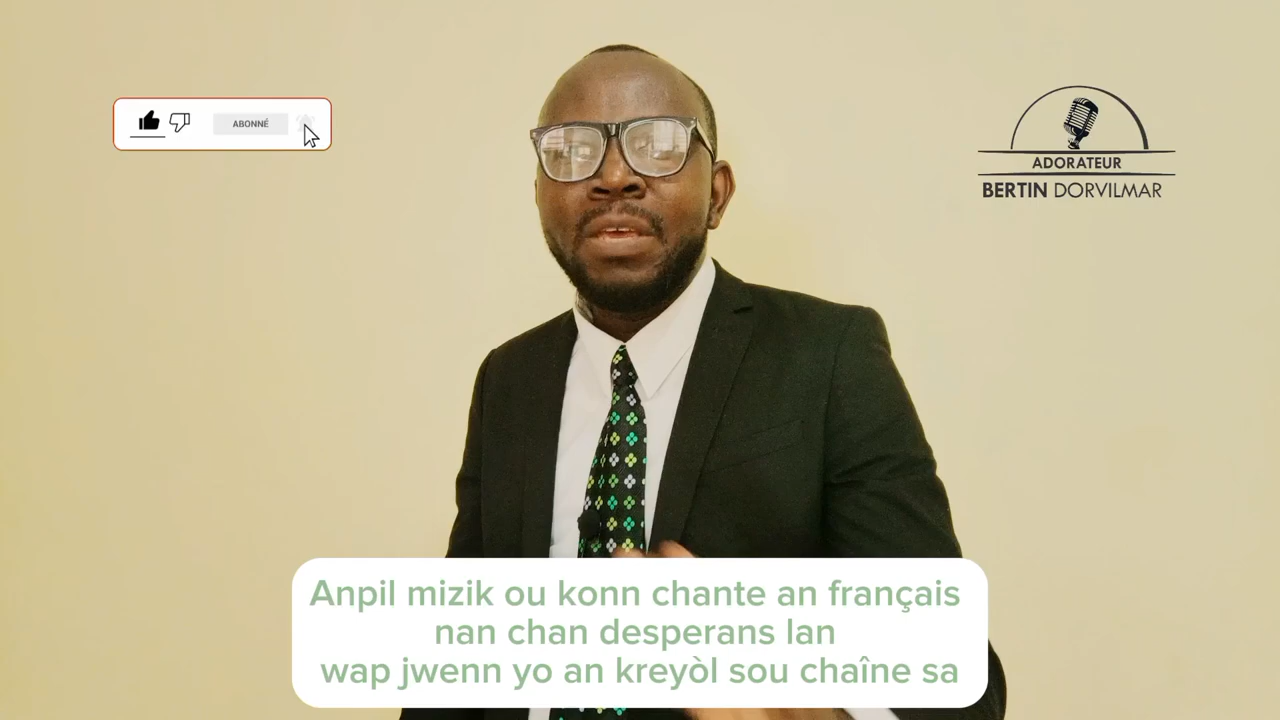 ABONNÉ
ADORATEUR
BERTIN DORVILMAR
Anpil mizik ou konn chante an français
nan chan desperans lan
wap jwenn yo an kreyòl sou chaîne sa